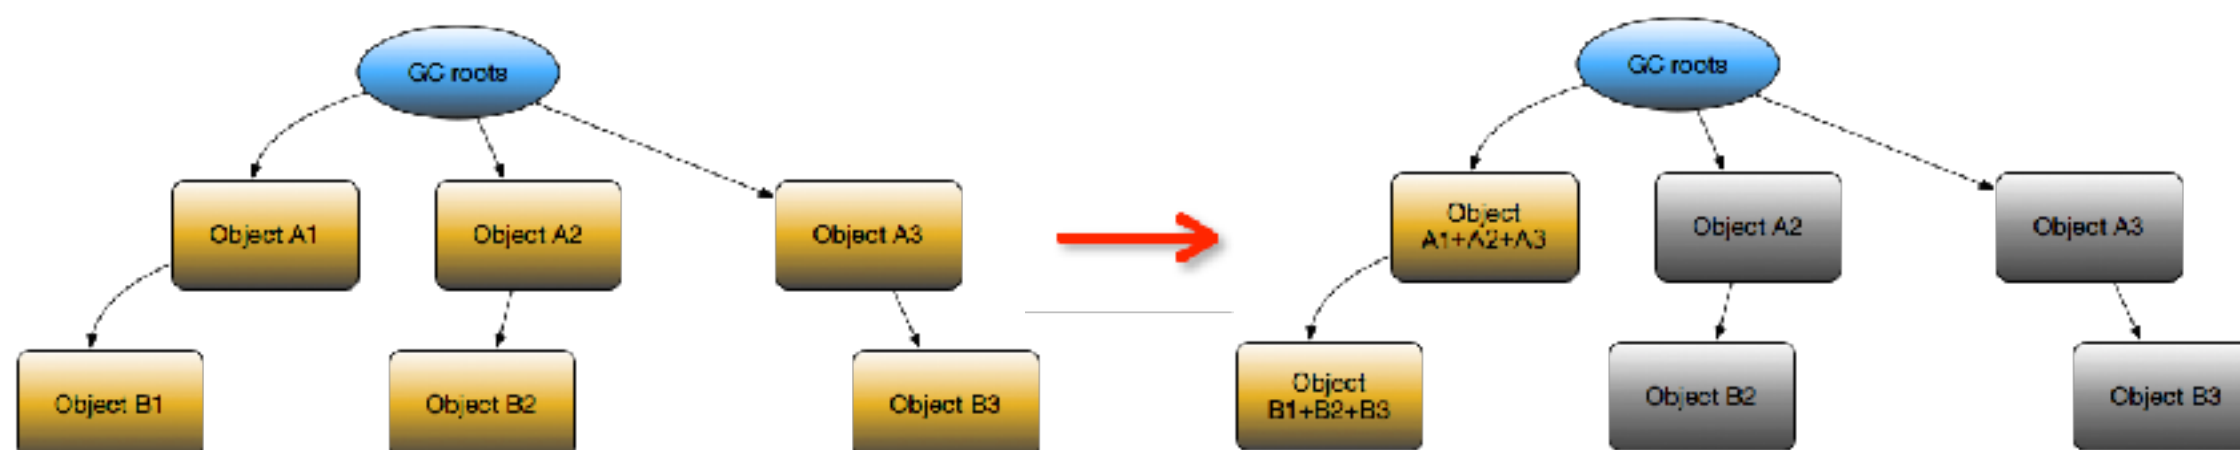 GC roots
GC roots
Object A1
Object A2
Object A3
Object
A1+A2+A3
Object A2
Object A3
Object B1
Object B2
Object B3
Object
B1+B2+B3
Object B2
Object B3